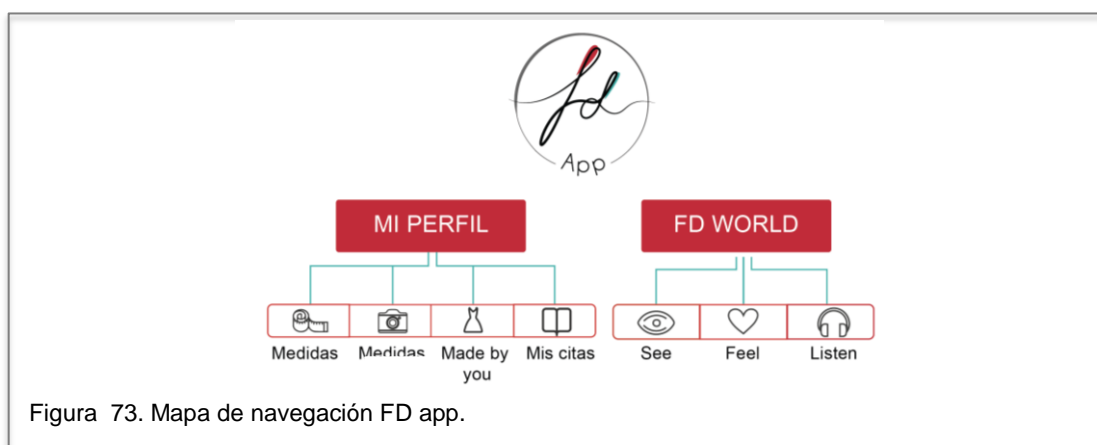 fd
App
MI PERFIL
FD WORLD
Medidas
Medidas
Made by
you
Mis citas
See
Feel
Listen
Figura 73. Mapa de navegación FD app.